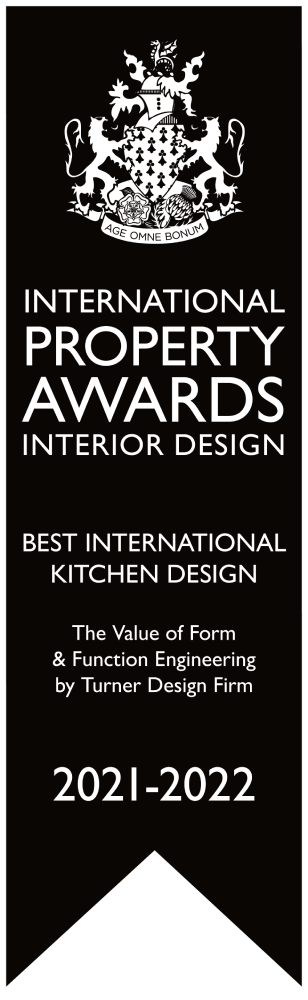 AGE OMNE BONUM
INTERNATIONAL
PROPERTY
AWARDS
INTERIOR DESIGN
BEST INTERNATIONAL
KITCHEN DESIGN
The Value of Form
& Function Engineering
by Turner Design Firm
2021-2022